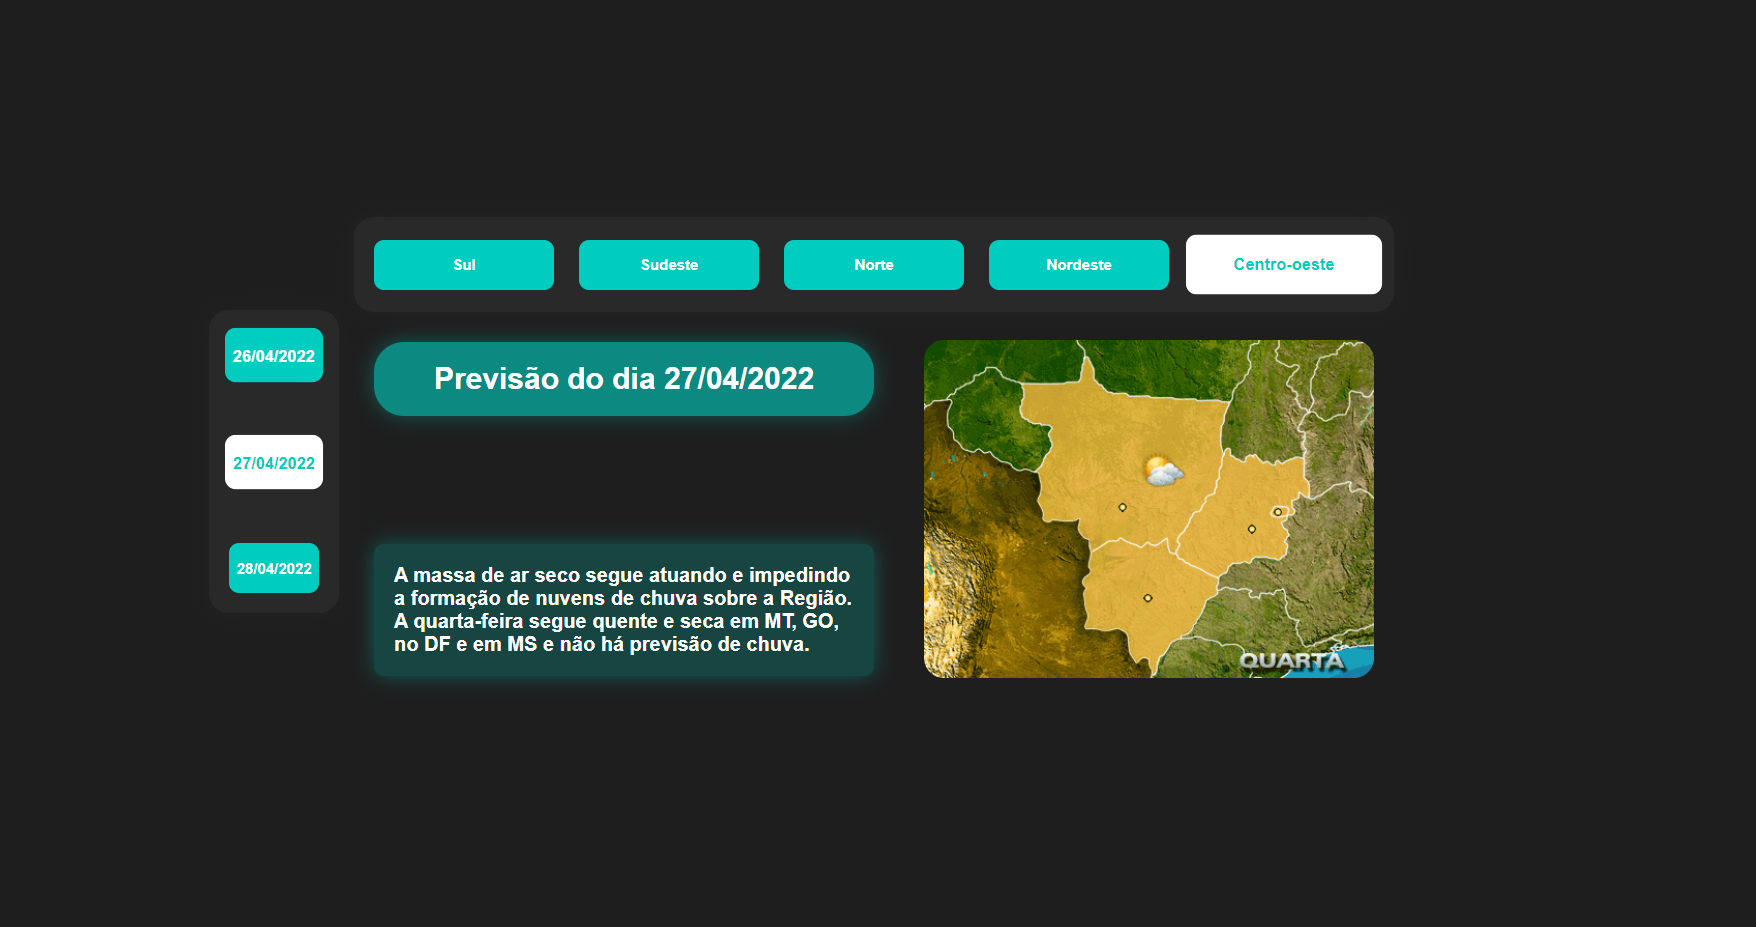 Sul
Sudeste
Norte
Nordeste
Centro-oeste
26/04/2022
27/04/2022
28/04/2022
Previsão do dia 27/04/2022
A massa de ar seco segue atuando e impedindo
a formação de nuvens de chuva sobre a Região.
A quarta-feira segue quente e seca em MT, GO,
no DF e em MS e não há previsão de chuva.
QUARTA